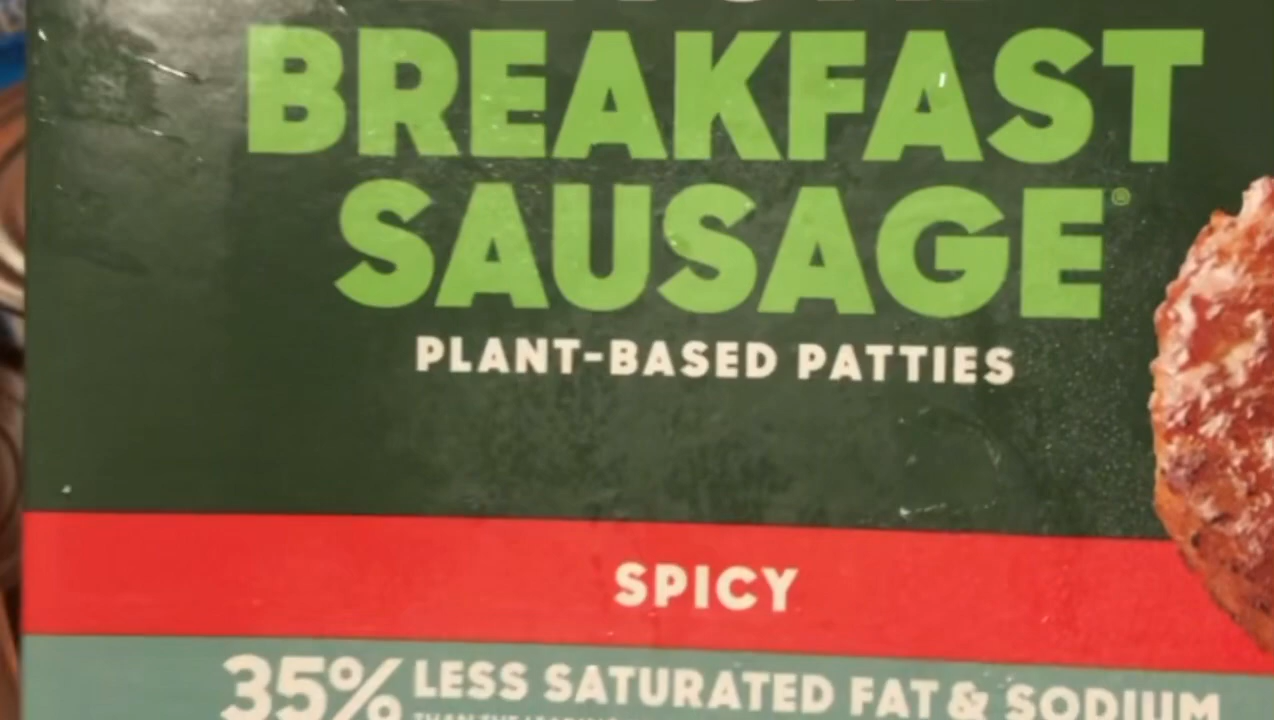 BREAKFAST
SAUSAGE®
PLANT-BASED PATTIES
SPICY
35% LESS SATURATED FAT & SODIUM